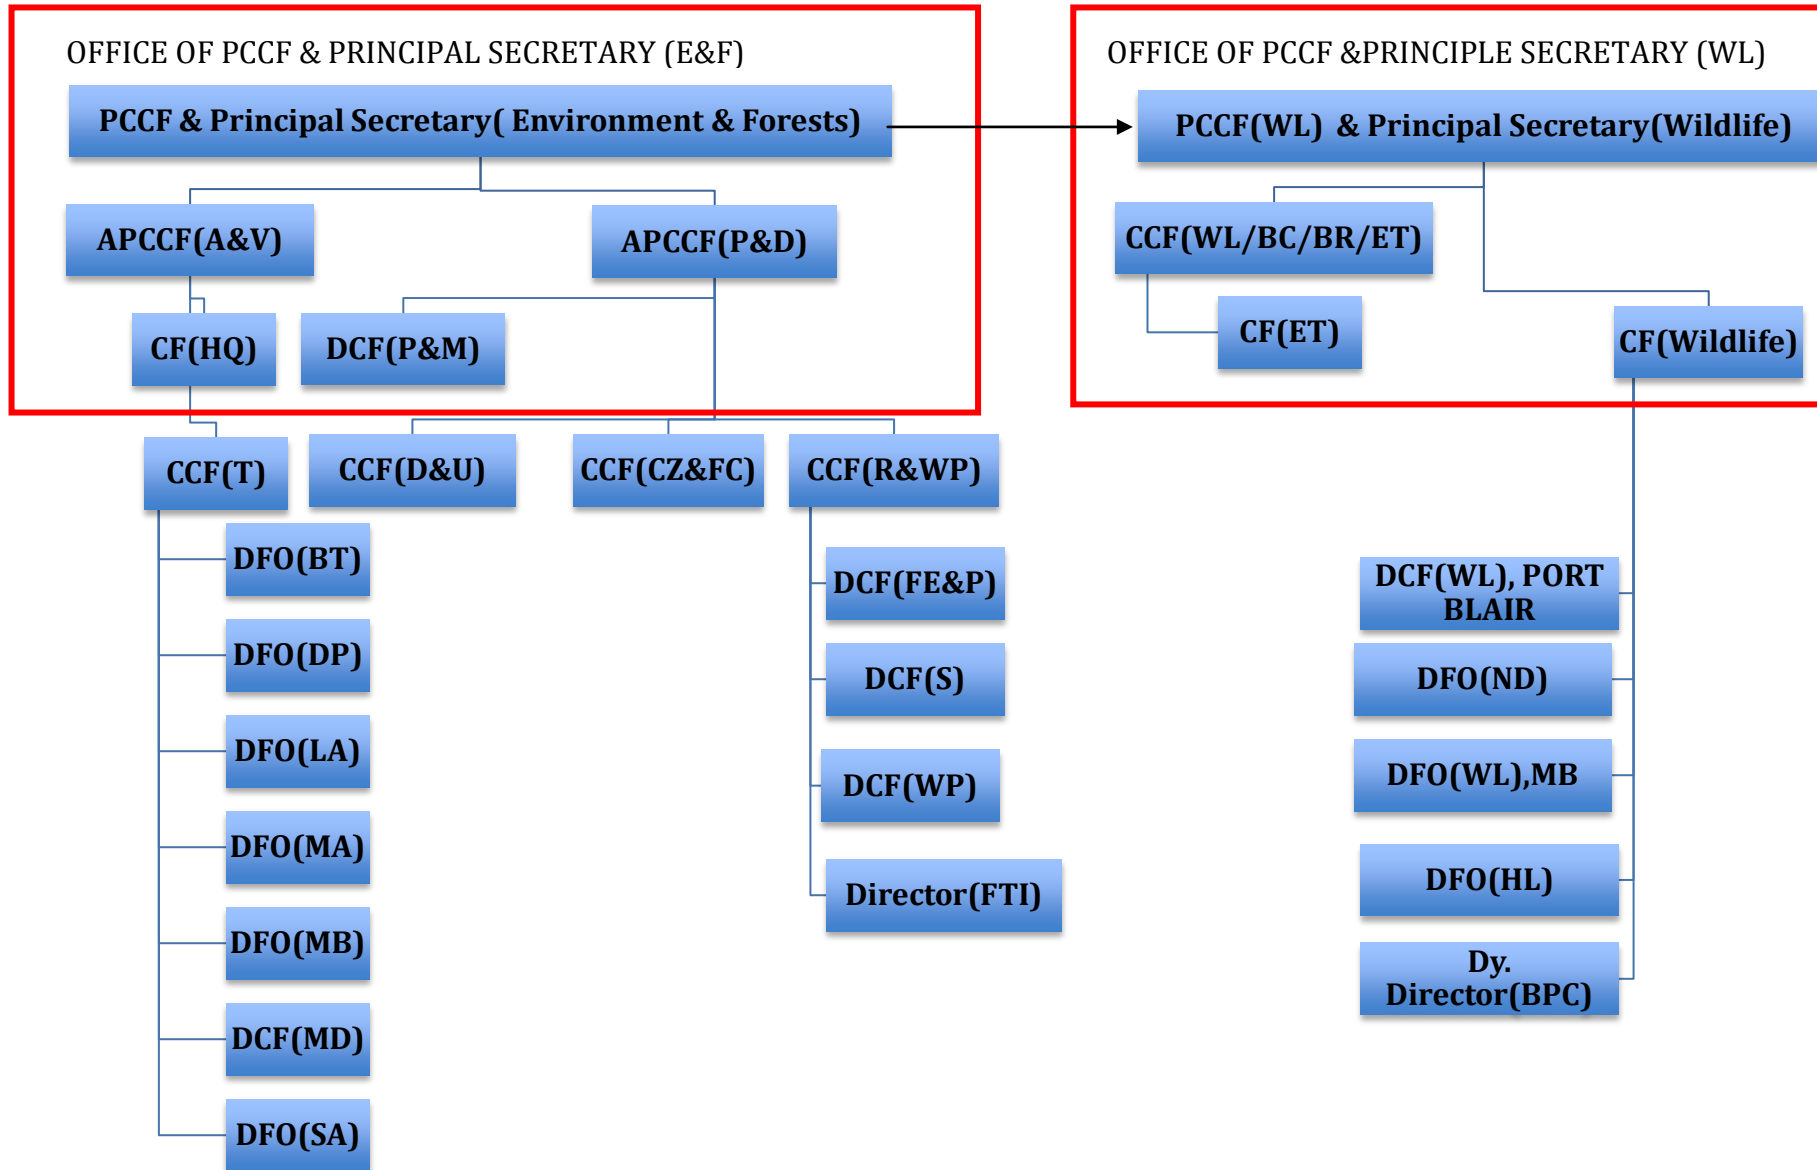 OFFICE OF PCCF & PRINCIPAL SECRETARY (E&F)
OFFICE OF PCCF &PRINCIPLE SECRETARY (WL)
PCCF & Principal Secretary( Environment & Forests)
PCCF(WL) & Principal Secretary(Wildlife)
APCCF(A&V)
APCCF(P&D)
CCF(WL/BC/BR/ET)
CF(HQ)
DCF(P&M)
CF(ET)
CF(Wildlife)
CCF(T)
CCF(D&U)
CCF(CZ&FC)
CCF(R&WP)
DFO(BT)
DFO(DP)
DFO(LA)
DFO(MA)
DFO(MB)
DCF(MD)
DFO(SA)
DCF(FE&P)
DCF(S)
DCF(WP)
Director(FTI)
DCF(WL), PORT
BLAIR
DFO(ND)
DFO(WL),MB
DFO(HL)
Dy.
Director(BPC)